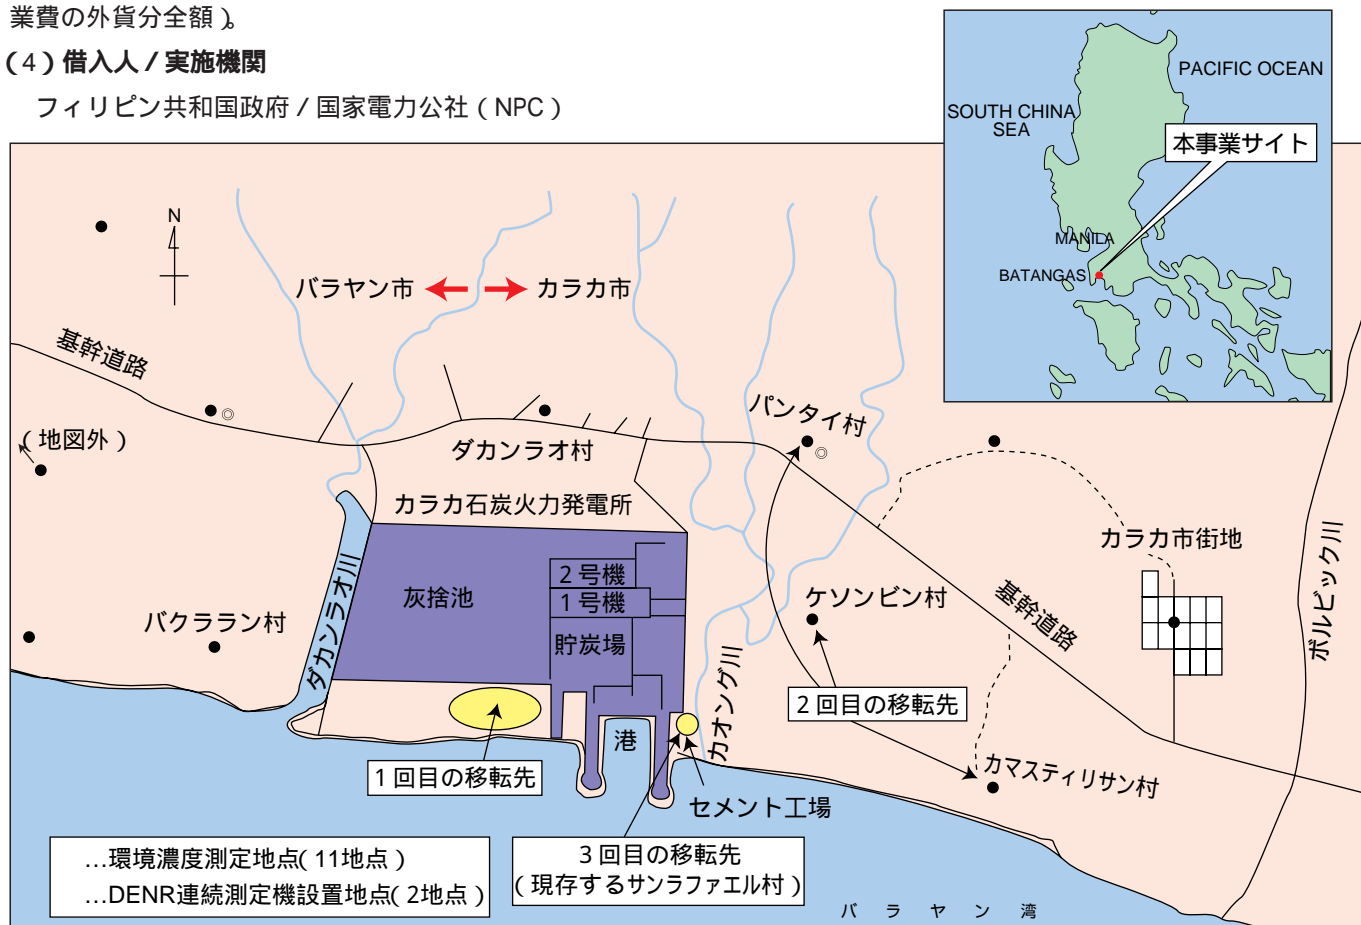 業費の外貨分全額）。
（4）借入人 / 実施機関
フィリピン共和国政府 / 国家電力公社（NPC）
PACIFIC OCEAN
SOUTH CHINA
SEA
本事業サイト
MANILA
BATANGAS
N
バラヤン市
カラカ市
基幹道路
（地図外）
パンタイ村
ダカンラオ村
カラカ石炭火力発電所
カラカ市街地
ボルビック川
ダカンラオ川
灰捨池
2号機
1号機
貯炭場
バクララン村
ケソンビン村
基幹道路
カオング川
2回目の移転先
港
1回目の移転先
カマスティリサン村
セメント工場
3回目の移転先
（現存するサンラファエル村）
…環境濃度測定地点（11地点）
…DENR連続測定機設置地点（2地点）
バラヤン湾